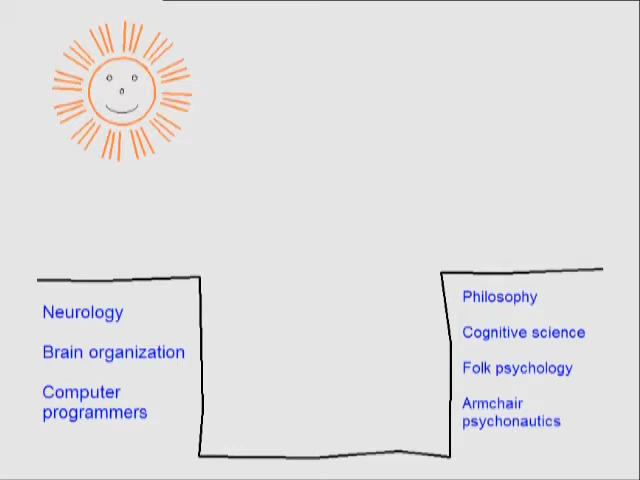 Neurology
Brain organization
Computer
programmers
Philosophy
Cognitive science
Folk psychology
Armchair
psychonautics